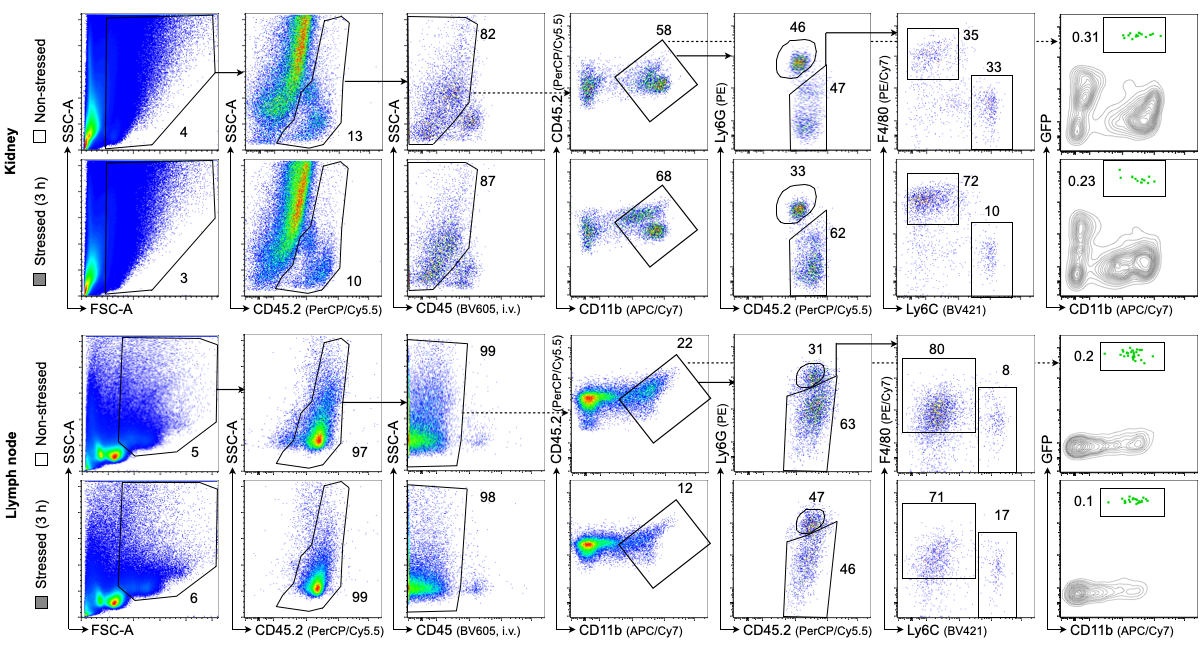 Kidney
Non-stressed
SSC-A
4
SSC-A
13
SSC-A
82
CD45.2 (PerCP/Cy5.5)
58
Ly6G (PE)
46
47
F4/80 (PE/Cy7)
35
33
GFP
0.31
Stressed (3 h)
3
10
87
68
33
62
72
10
0.23
FSC-A
CD45.2 (PerCP/Cy5.5)
CD45 (BV605, i.v.)
CD11b (APC/Cy7)
CD45.2 (PerCP/Cy5.5)
Ly6C (BV421)
CD11b (APC/Cy7)
Llymph node
Non-stressed
SSC-A
5
SSC-A
97
SSC-A
99
CD45.2 (PerCP/Cy5.5)
22
Ly6G (PE)
31
63
F4/80 (PE/Cy7)
80
8
GFP
0.2
Stressed (3 h)
6
99
98
12
47
46
71
17
0.1
FSC-A
CD45.2 (PerCP/Cy5.5)
CD45 (BV605, i.v.)
CD11b (APC/Cy7)
CD45.2 (PerCP/Cy5.5)
Ly6C (BV421)
CD11b (APC/Cy7)